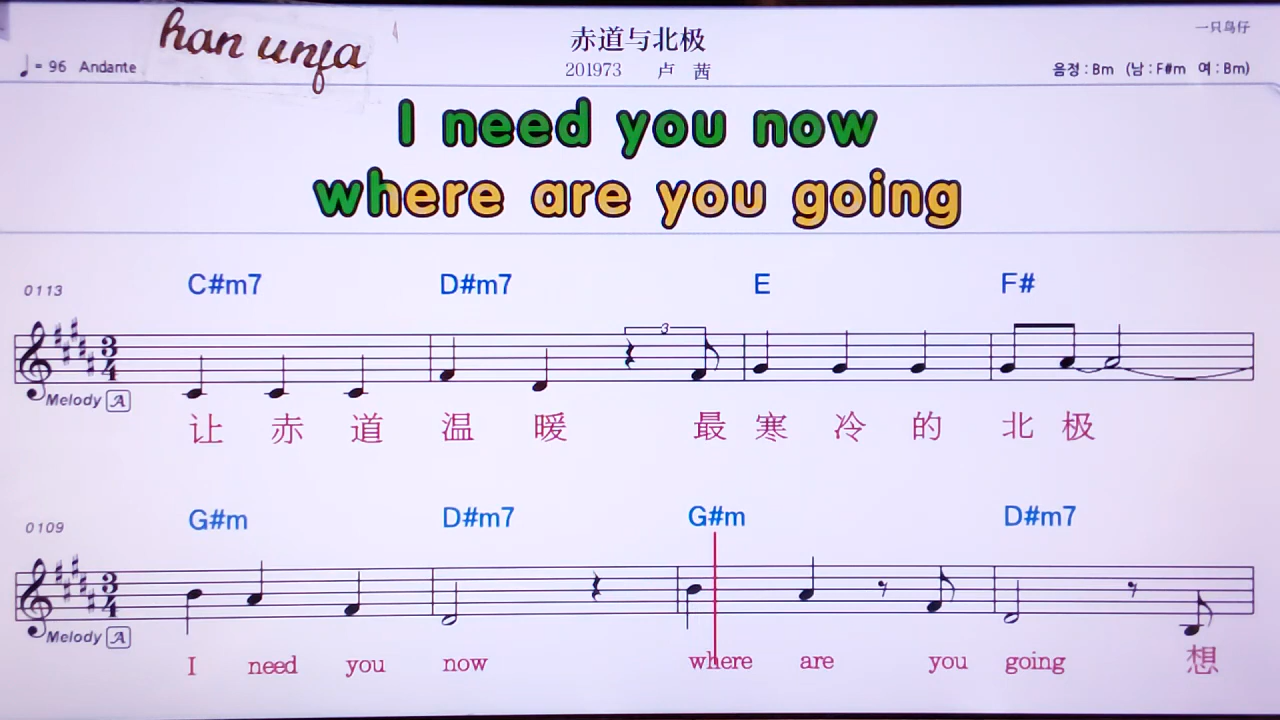 han unfa
赤道与北极
一只鸟仔
♩= 96 Andante
201973 卢 茜
음정 : Bm (남 : F#m 여 : Bm)
I need you now
where are you going
0113
C#m7 D#m7 E F#
3
3
4
Melody A
让 赤 道 温 暖 最 寒 冷 的 北 极
0109
G#m D#m7 G#m D#m7
3
4
Melody A
I need you now where are you going 想